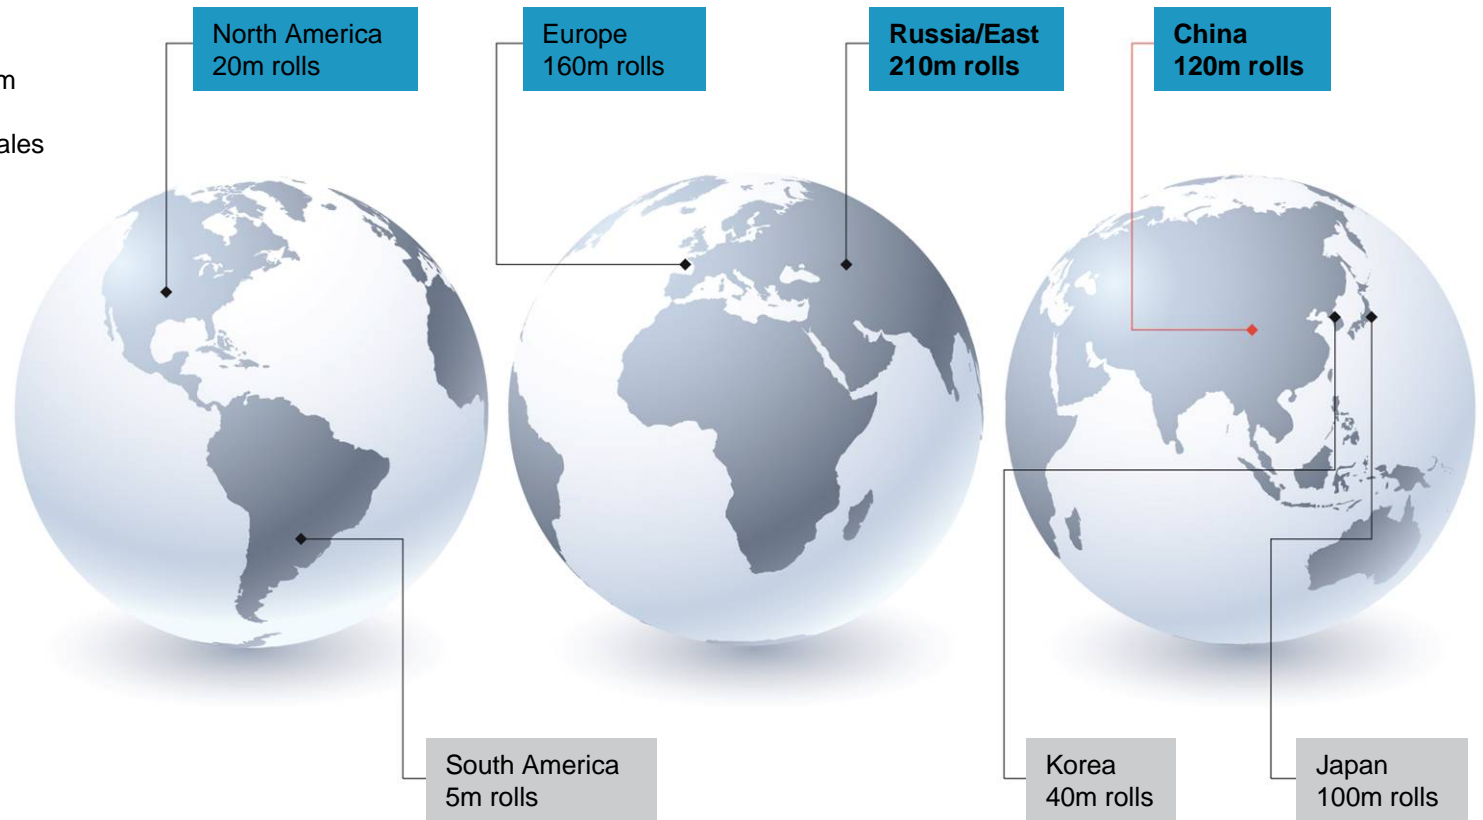 North America
20m rolls
Europe
160m rolls
Russia/East
210m rolls
China
120m rolls
South America
5m rolls
Korea
40m rolls
Japan
100m rolls